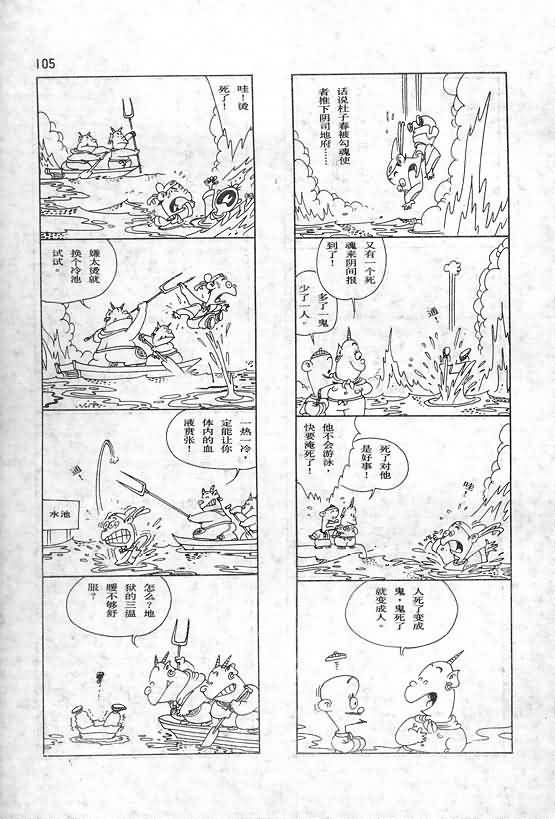 105
话说杜子春被勾魂使
者推下阴司地府……
又有一个死
魂来阴间报
到了!
多了一鬼
少了一人。
通!
死了对他
是好事!
他不会游泳,
快要淹死了!
哇!
人死了变成
鬼,鬼死了
就变成人。
哇!烫
死了!
嫌太烫就
换个冷池
试试。
一热一冷,
定能让你
体内的血
液贲张!
通!
水池
怎么?地
狱的三温
暖不够舒
服?